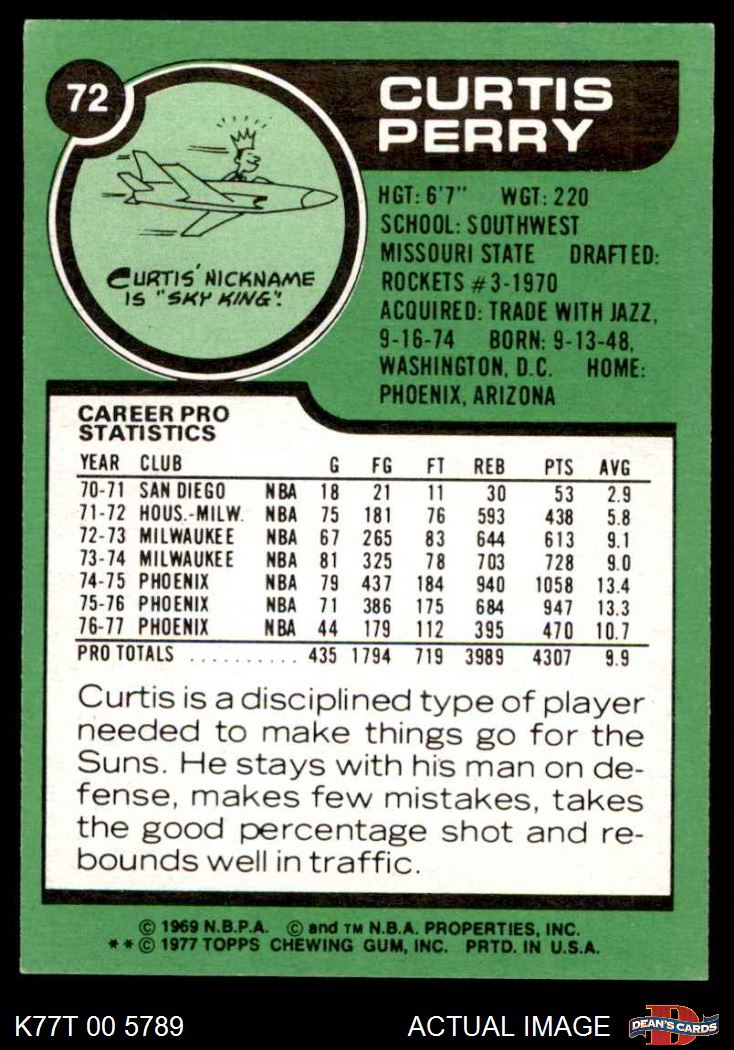 72
CURTIS
PERRY
HGT: 6'7" WGT: 220
SCHOOL: SOUTHWEST
MISSOURI STATE DRAFTED:
ROCKETS #3-1970
ACQUIRED: TRADE WITH JAZZ,
9-16-74 BORN: 9-13-48,
WASHINGTON, D.C. HOME:
PHOENIX, ARIZONA
CURTIS' NICKNAME
IS "SKY KING".
CAREER PRO
STATISTICS
YEAR CLUB G FG FT REB PTS AVG
70-71 SAN DIEGO NBA 18 21 11 30 53 2.9
71-72 HOUS.-MILW. NBA 75 181 76 593 438 5.8
72-73 MILWAUKEE NBA 67 265 83 644 613 9.1
73-74 MILWAUKEE NBA 81 325 78 703 728 9.0
74-75 PHOENIX NBA 79 437 184 940 1058 13.4
75-76 PHOENIX NBA 71 386 175 684 947 13.3
76-77 PHOENIX NBA 44 179 112 395 470 10.7
PRO TOTALS .......... 435 1794 719 3989 4307 9.9
Curtis is a disciplined type of player
needed to make things go for the
Suns. He stays with his man on de-
fense, makes few mistakes, takes
the good percentage shot and re-
bounds well in traffic.
© 1969 N.B.P.A. © and TM N.B.A. PROPERTIES, INC.
**© 1977 TOPPS CHEWING GUM, INC. PRTD. IN U.S.A.
K77T 00 5789 ACTUAL IMAGE D DEAN'S CARDS